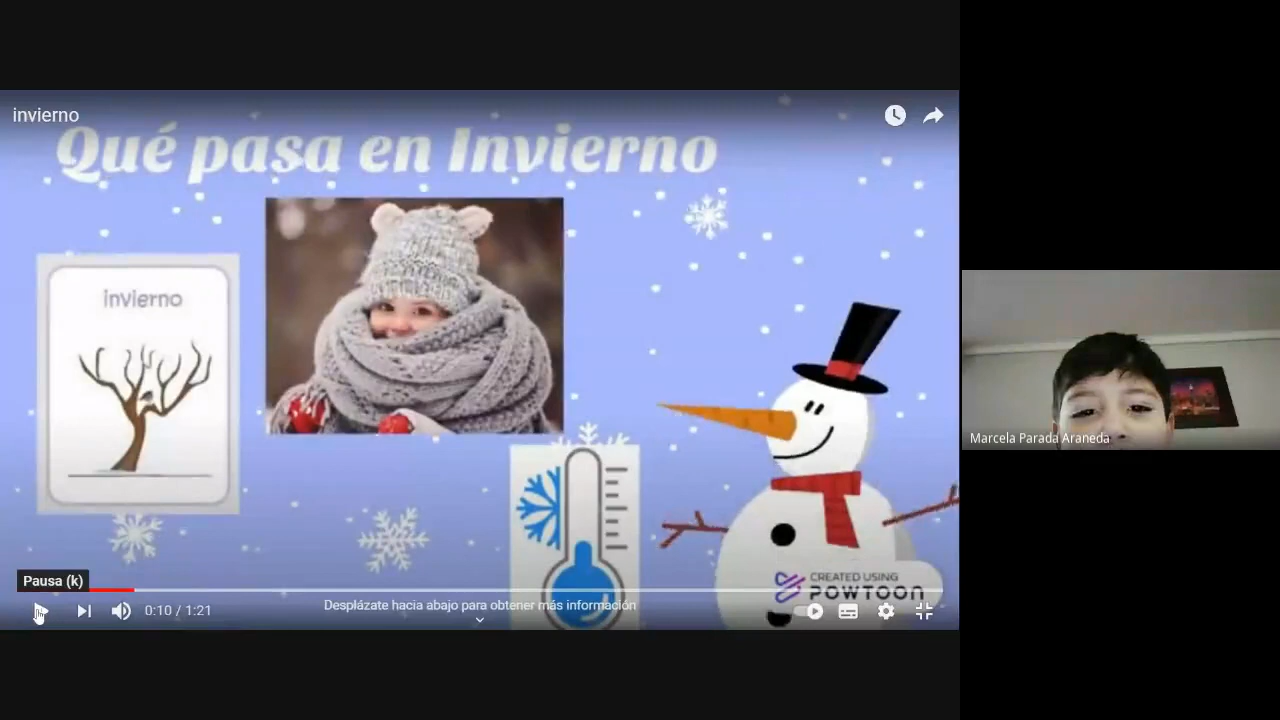 invierno
Qué pasa en Invierno
invierno
Marcela Parada Araneda
CREATED USING
POWTOON
Pausa (k)
0:10 / 1:21
Desplázate hacia abajo para obtener más información